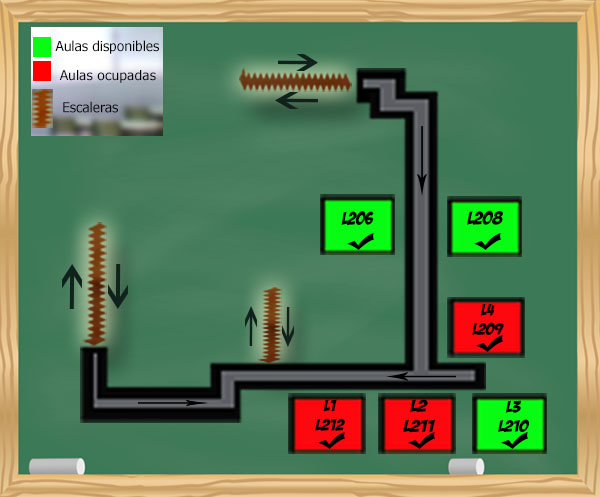 Aulas disponibles
Aulas ocupadas
Escaleras
L206
L208
L4
L209
L1
L212
L2
L211
L3
L210